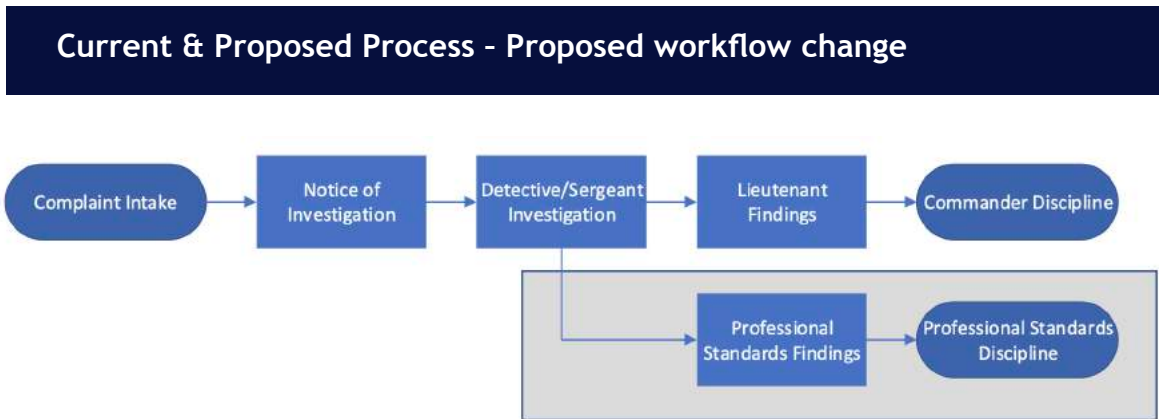 Current & Proposed Process – Proposed workflow change
Complaint Intake
Notice of
Investigation
Detective/Sergeant
Investigation
Lieutenant
Findings
Commander Discipline
Professional
Standards Findings
Professional Standards
Discipline